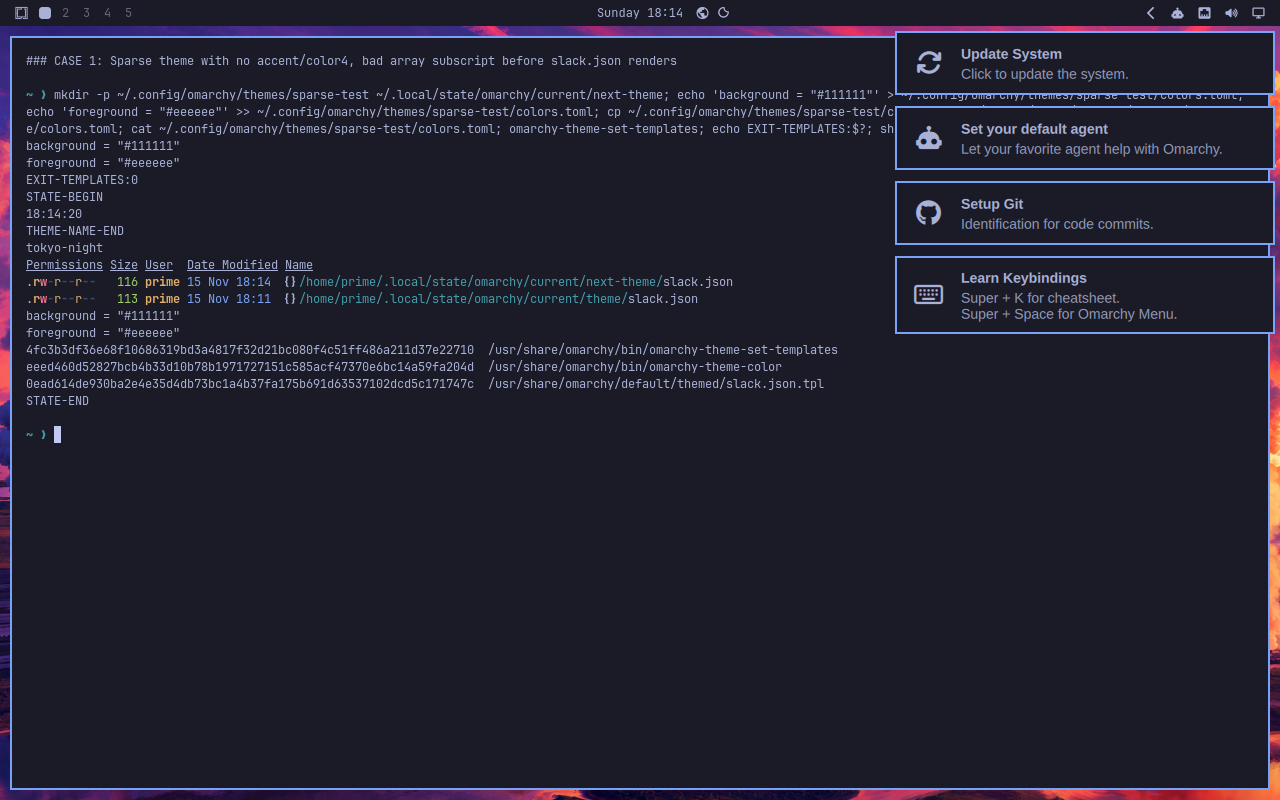 2 3 4 5
Sunday 18:14
### CASE 1: Sparse theme with no accent/color4, bad array subscript before slack.json renders
~ ❯ mkdir -p ~/.config/omarchy/themes/sparse-test ~/.local/state/omarchy/current/next-theme; echo 'background = "#111111"' > ~/.config/omarchy/themes/sparse-test/colors.toml;
echo 'foreground = "#eeeeee"' >> ~/.config/omarchy/themes/sparse-test/colors.toml; cp ~/.config/omarchy/themes/sparse-test/c
e/colors.toml; cat ~/.config/omarchy/themes/sparse-test/colors.toml; omarchy-theme-set-templates; echo EXIT-TEMPLATES:$?; sh
background = "#111111"
foreground = "#eeeeee"
EXIT-TEMPLATES:0
STATE-BEGIN
18:14:20
THEME-NAME-END
tokyo-night
Permissions Size User Date Modified Name
.rw-r--r-- 116 prime 15 Nov 18:14 {} /home/prime/.local/state/omarchy/current/next-theme/slack.json
.rw-r--r-- 113 prime 15 Nov 18:11 {} /home/prime/.local/state/omarchy/current/theme/slack.json
background = "#111111"
foreground = "#eeeeee"
4fc3b3df36e68f10686319bd3a4817f32d21bc080f4c51ff486a211d37e22710 /usr/share/omarchy/bin/omarchy-theme-set-templates
eeed460d52827bcb4b33d10b78b1971727151c585acf47370e6bc14a59fa204d /usr/share/omarchy/bin/omarchy-theme-color
0ead614de930ba2e4e35d4db73bc1a4b37fa175b691d63537102dcd5c171747c /usr/share/omarchy/default/themed/slack.json.tpl
STATE-END
~ ❯
Update System
Click to update the system.
Set your default agent
Let your favorite agent help with Omarchy.
Setup Git
Identification for code commits.
Learn Keybindings
Super + K for cheatsheet.
Super + Space for Omarchy Menu.